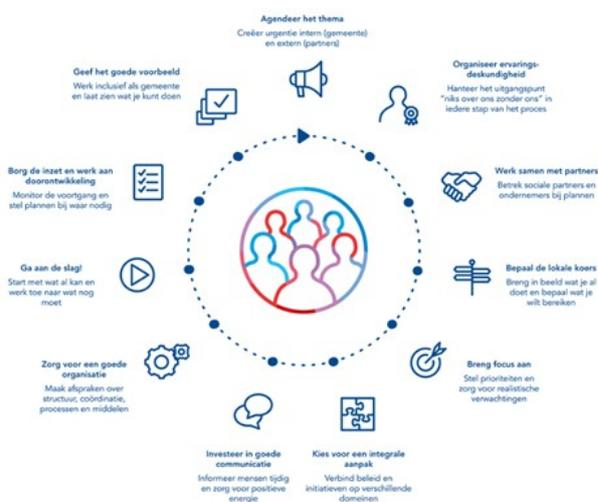 Agendeer het thema
Creëer urgentie intern (gemeente)
en extern (partners)
Organiseer ervarings-
deskundigheid
Hanteer het uitgangspunt
"niks over ons zonder ons" in
iedere stap van het proces
Werk samen met partners
Betrek sociale partners en
ondernemers bij plannen
Bepaal de lokale koers
Breng in beeld wat je al
doet en bepaal wat je
wilt bereiken
Breng focus aan
Stel prioriteiten en
zorg voor realistische
verwachtingen
Kies voor een integrale
aanpak
Verbind beleid en
initiatieven op verschillende
domeinen
Investeer in goede
communicatie
Informeer mensen tijdig
en zorg voor positieve
energie
Zorg voor een goede
organisatie
Maak afspraken over
structuur, coördinatie,
processen en middelen
Ga aan de slag!
Start met wat al kan en
werk toe naar wat nog
moet
Borg de inzet en werk aan
doorontwikkeling
Monitor de voortgang en
stel plannen bij waar nodig
Geef het goede voorbeeld
Werk inclusief als gemeente
en laat zien wat je kunt doen